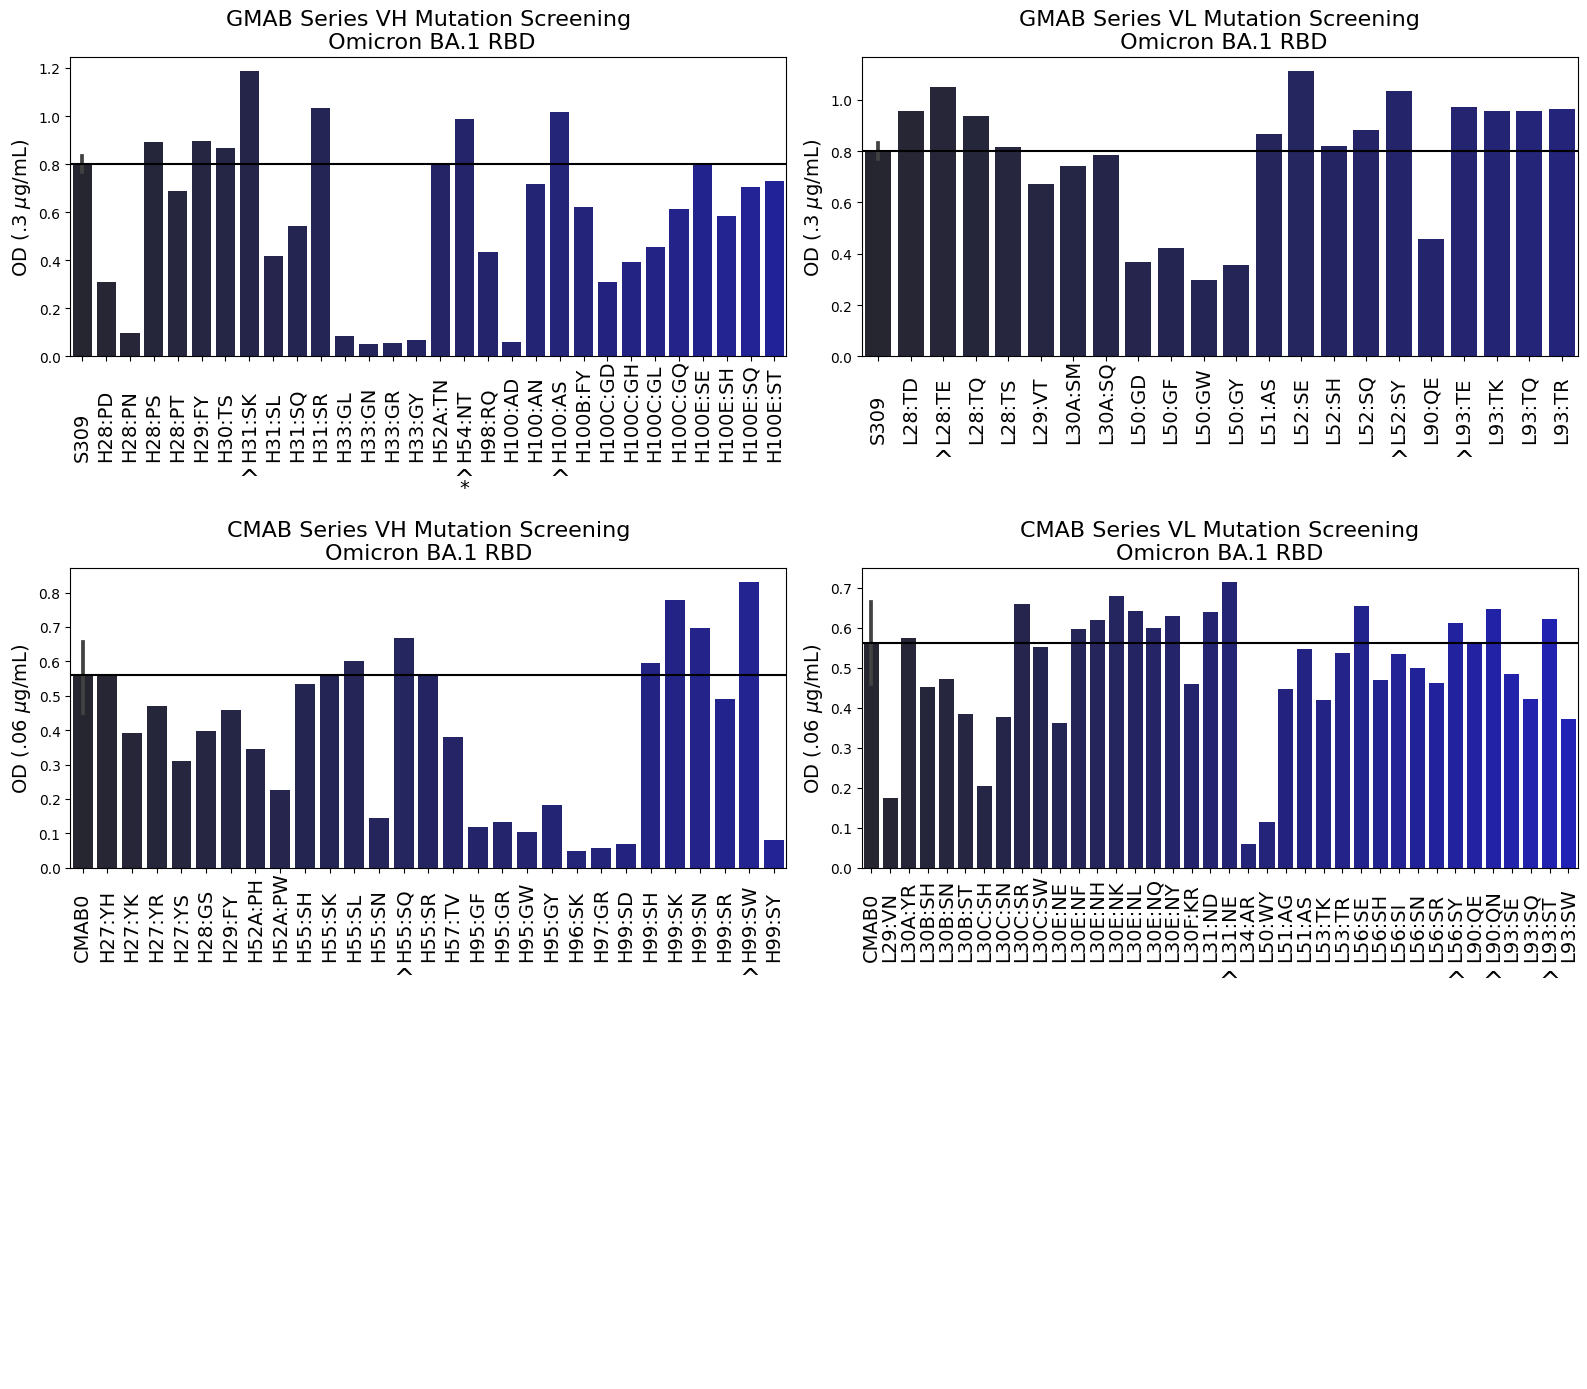 GMAB Series VH Mutation Screening
Omicron BA.1 RBD
OD (.3 µg/mL)
1.2
1.0
0.8
0.6
0.4
0.2
0.0
S309
H28:PD
H28:PN
H28:PS
H28:PT
H29:FY
H30:TS
^H31:SK
H31:SL
H31:SQ
H31:SR
H33:GL
H33:GN
H33:GR
H33:GY
H52A:TN
*^H54:NT
H98:RQ
H100:AD
H100:AN
^H100:AS
H100B:FY
H100C:GD
H100C:GH
H100C:GL
H100C:GQ
H100E:SE
H100E:SH
H100E:SQ
H100E:ST
GMAB Series VL Mutation Screening
Omicron BA.1 RBD
OD (.3 µg/mL)
1.0
0.8
0.6
0.4
0.2
0.0
S309
L28:TD
^L28:TE
L28:TQ
L28:TS
L29:VT
L30A:SM
L30A:SQ
L50:GD
L50:GF
L50:GW
L50:GY
L51:AS
L52:SE
L52:SH
L52:SQ
^L52:SY
L90:QE
^L93:TE
L93:TK
L93:TQ
L93:TR
CMAB Series VH Mutation Screening
Omicron BA.1 RBD
OD (.06 µg/mL)
0.8
0.7
0.6
0.5
0.4
0.3
0.2
0.1
0.0
CMAB0
H27:YH
H27:YK
H27:YR
H27:YS
H28:GS
H29:FY
H52A:PH
H52A:PW
H55:SH
H55:SK
H55:SL
H55:SN
^H55:SQ
H55:SR
H57:TV
H95:GF
H95:GR
H95:GW
H95:GY
H96:SK
H97:GR
H99:SD
H99:SH
H99:SK
H99:SN
H99:SR
^H99:SW
H99:SY
CMAB Series VL Mutation Screening
Omicron BA.1 RBD
OD (.06 µg/mL)
0.7
0.6
0.5
0.4
0.3
0.2
0.1
0.0
CMAB0
L29:VN
L30A:YR
L30B:SH
L30B:SN
L30B:ST
L30C:SH
L30C:SN
L30C:SR
L30C:SW
L30E:NE
L30E:NF
L30E:NH
L30E:NK
L30E:NL
L30E:NQ
L30E:NY
L30F:KR
L31:ND
^L31:NE
L34:AR
L50:WY
L51:AG
L51:AS
L53:TK
L53:TR
L56:SE
L56:SH
L56:SI
L56:SN
L56:SR
^L56:SY
L90:QE
^L90:QN
L93:SE
L93:SQ
^L93:ST
L93:SW